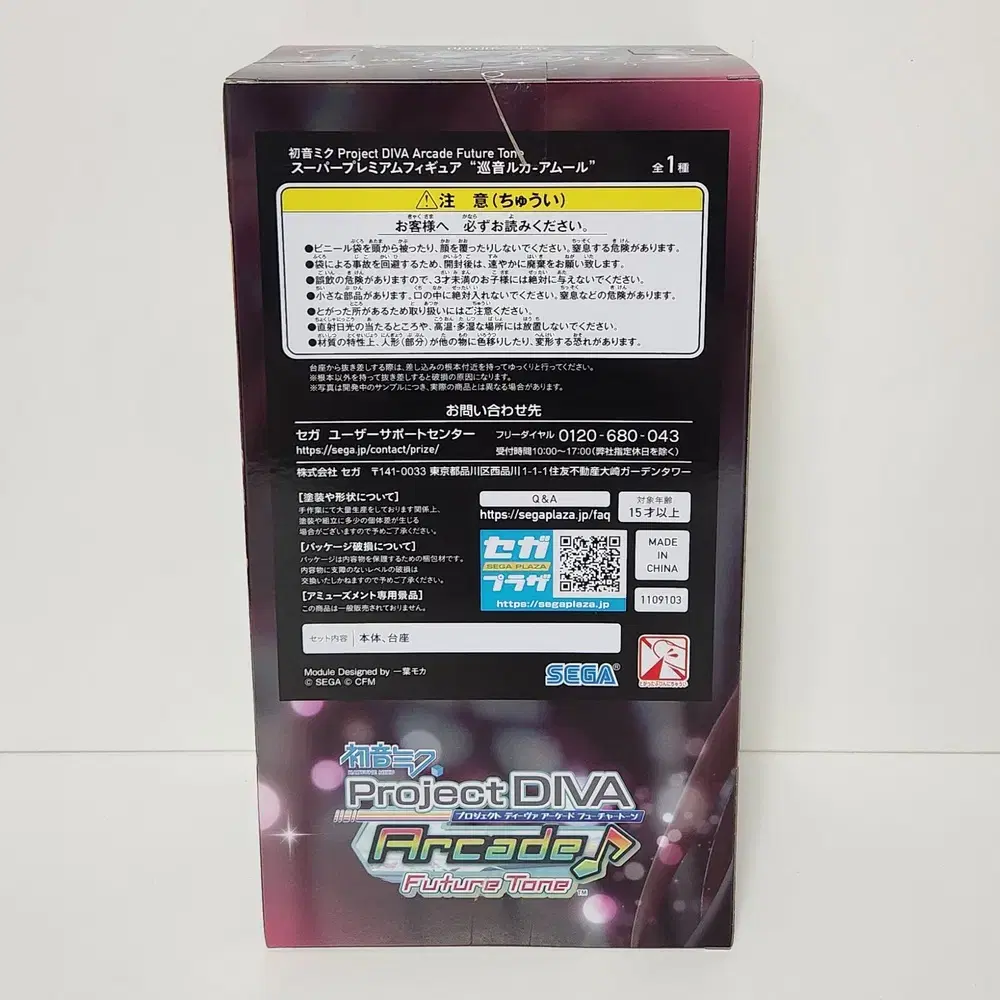 初音ミク Project DIVA Arcade Future Tone
スーパープレミアムフィギュア “巡音ルカ-アムール”
全1種
⚠注 意(ちゅうい)
お客様へ 必ずお読みください。
●ビニール袋を頭から被ったり、顔を覆ったりしないでください。窒息する危険があります。
●袋による事故を回避するため、開封後は、速やかに廃棄をお願い致します。
●誤飲の危険がありますので、3才未満のお子様には絶対に与えないでください。
●小さな部品があります。口の中に絶対入れないでください。窒息などの危険があります。
●とがった所があるため取り扱いにはご注意ください。
●直射日光の当たるところや、高温・多湿な場所には放置しないでください。
●材質の特性上、人形(部分)が他の物に色移りしたり、変形する恐れがあります。
台座から抜き差しする際は、差し込みの根本付近を持ってゆっくりと行ってください。
※根本以外を持って抜き差しすると破損の原因になります。
※写真は開発中のサンプルにつき、実際の商品とは異なる場合があります。
お問い合わせ先
セガ ユーザーサポートセンター
フリーダイヤル 0120-680-043
https://sega.jp/contact/prize/
受付時間10:00〜17:00(弊社指定休日を除く)
株式会社 セガ 〒141-0033 東京都品川区西品川1-1-1住友不動産大崎ガーデンタワー
[塗装や形状について]
手作業にて大量生産をしております関係上、
塗装や組立に多少の個体差が生じる
場合がございますので予めご了承ください。
[パッケージ破損について]
パッケージは内容物を保護するための梱包材です。
内容物に支障のないレベルの破損は
交換いたしかねますので予めご了承ください。
[アミューズメント専用景品]
この商品は一般販売されておりません。
Q&A
https://segaplaza.jp/faq
対象年齢
15才以上
セガ
SEGA PLAZA
プラザ
https://segaplaza.jp
MADE
IN
CHINA
1109103
セット内容 本体、台座
Module Designed by 一葉モカ
© SEGA © CFM
SEGA®
とがったぶひんにちゅうい
初音ミク
HATSUNE MIKU
Project DIVA
プロジェクト ディーヴァ アーケード フューチャートーン
Arcade
Future Tone™